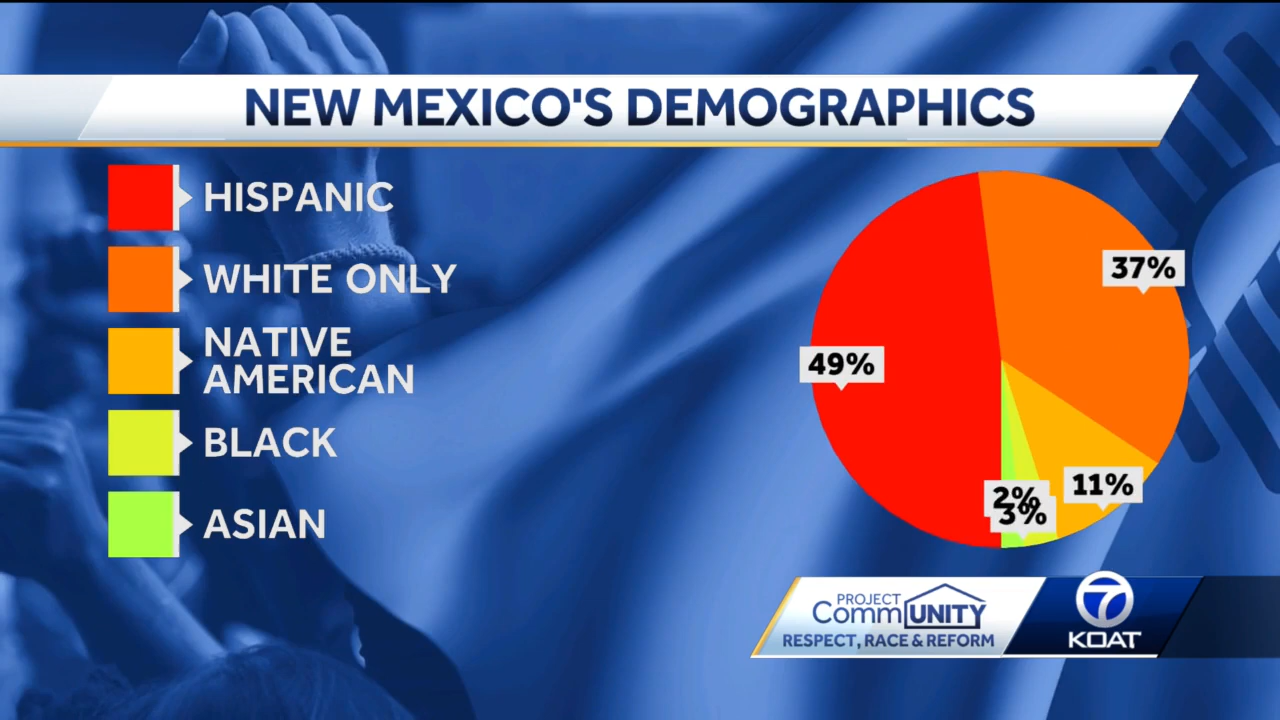 NEW MEXICO'S DEMOGRAPHICS
HISPANIC
WHITE ONLY
NATIVE
AMERICAN
BLACK
ASIAN
37%
49%
11%
2%
3%
PROJECT
CommUNITY
RESPECT, RACE & REFORM
7
KOAT